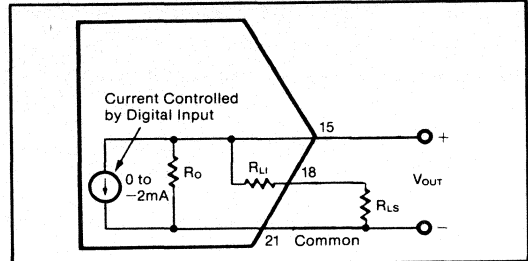 Current Controlled
by Digital Input
15
+
0 to
−2mA
RO
RLI
18
VOUT
RLS
21
Common
−